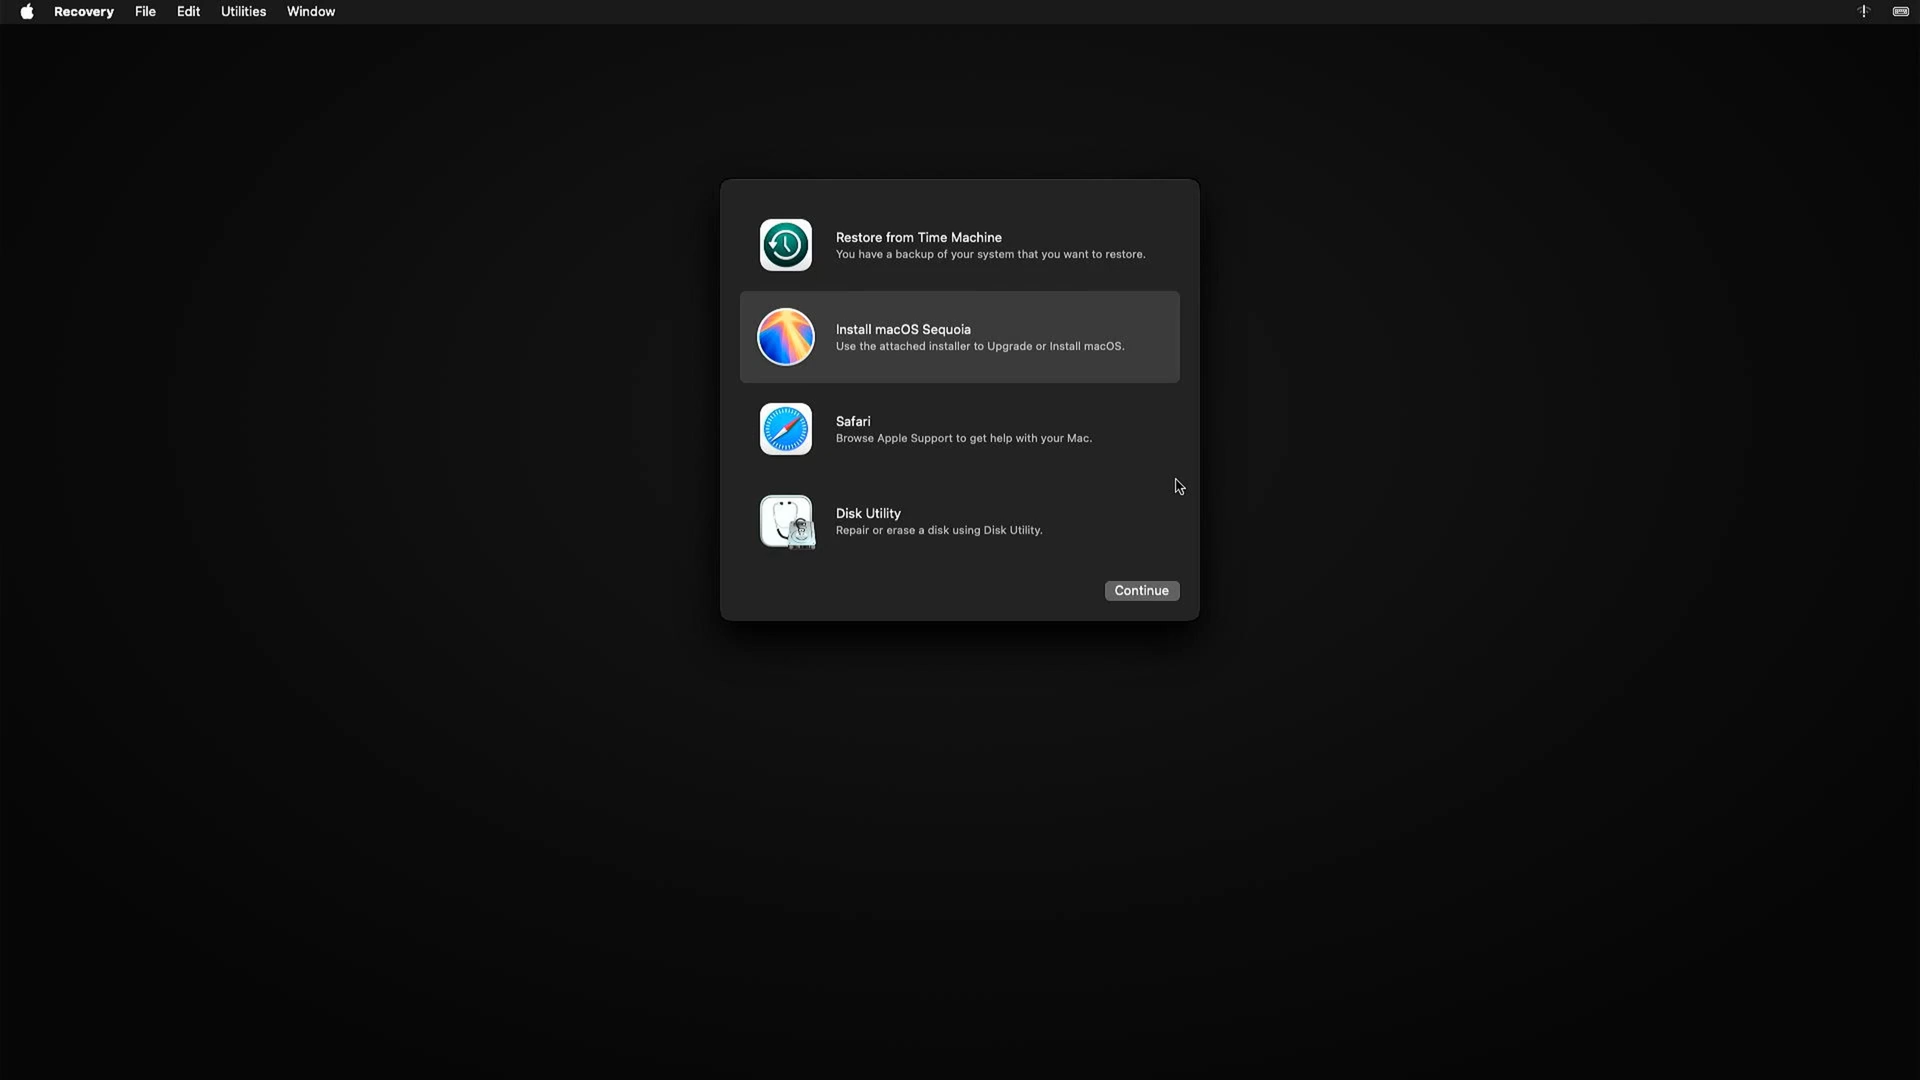 Recovery File Edit Utilities Window
Restore from Time Machine
You have a backup of your system that you want to restore.
Install macOS Sequoia
Use the attached installer to Upgrade or Install macOS.
Safari
Browse Apple Support to get help with your Mac.
Disk Utility
Repair or erase a disk using Disk Utility.
Continue